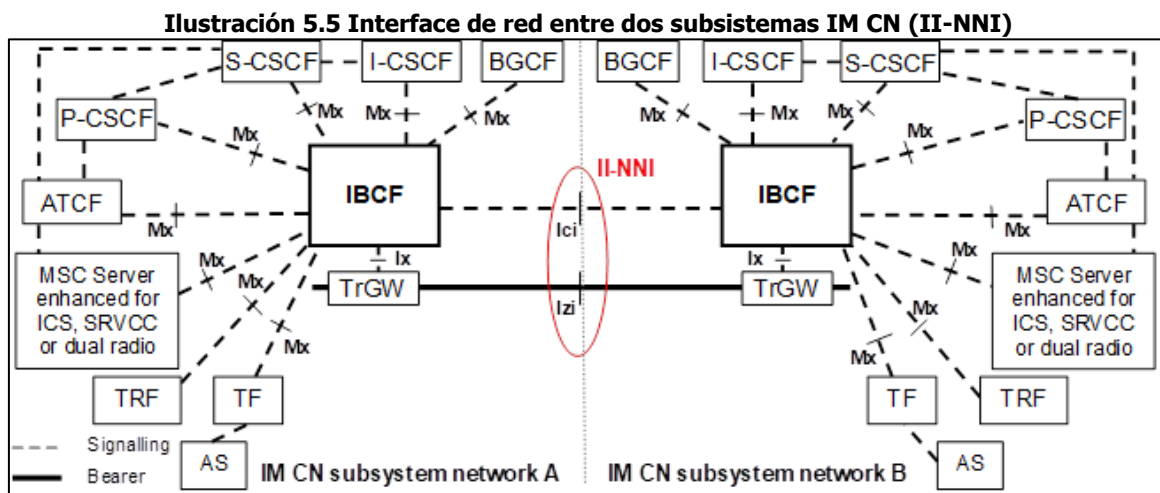 Ilustración 5.5 Interface de red entre dos subsistemas IM CN (II-NNI)
S-CSCF
I-CSCF
BGCF
BGCF
I-CSCF
S-CSCF
P-CSCF
Mx
Mx
Mx
Mx
Mx
Mx
Mx
Mx
P-CSCF
IBCF
II-NNI
IBCF
ATCF
Mx
Ici
Mx
ATCF
MSC Server
enhanced for
ICS, SRVCC
or dual radio
Mx
Mx
Mx
Ix
TrGW
Izi
Ix
TrGW
Mx
Mx
Mx
MSC Server
enhanced for
ICS, SRVCC
or dual radio
TRF
TF
TF
TRF
AS
AS
Signalling
Bearer
IM CN subsystem network A
IM CN subsystem network B